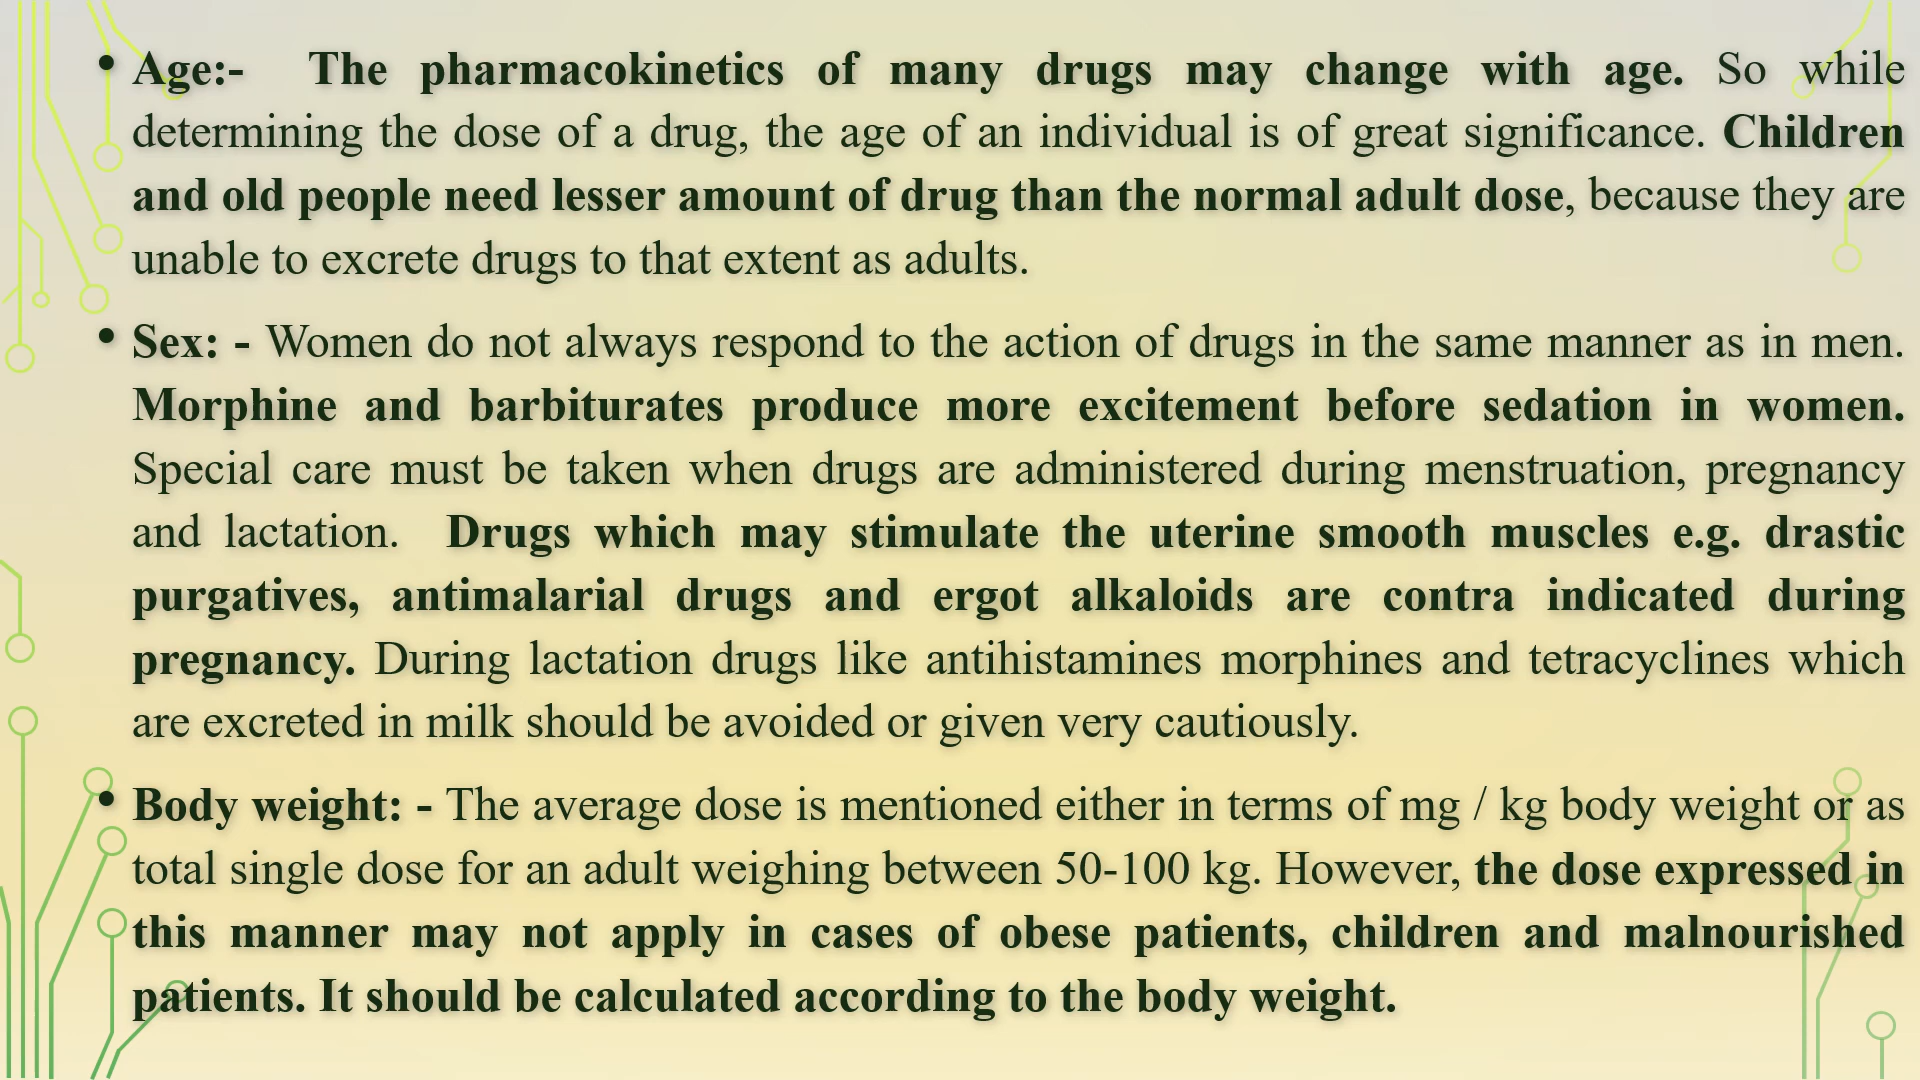 • Age:- The pharmacokinetics of many drugs may change with age. So while
determining the dose of a drug, the age of an individual is of great significance. Children
and old people need lesser amount of drug than the normal adult dose, because they are
unable to excrete drugs to that extent as adults.
• Sex: - Women do not always respond to the action of drugs in the same manner as in men.
Morphine and barbiturates produce more excitement before sedation in women.
Special care must be taken when drugs are administered during menstruation, pregnancy
and lactation. Drugs which may stimulate the uterine smooth muscles e.g. drastic
purgatives, antimalarial drugs and ergot alkaloids are contra indicated during
pregnancy. During lactation drugs like antihistamines morphines and tetracyclines which
are excreted in milk should be avoided or given very cautiously.
• Body weight: - The average dose is mentioned either in terms of mg / kg body weight or as
total single dose for an adult weighing between 50-100 kg. However, the dose expressed in
this manner may not apply in cases of obese patients, children and malnourished
patients. It should be calculated according to the body weight.